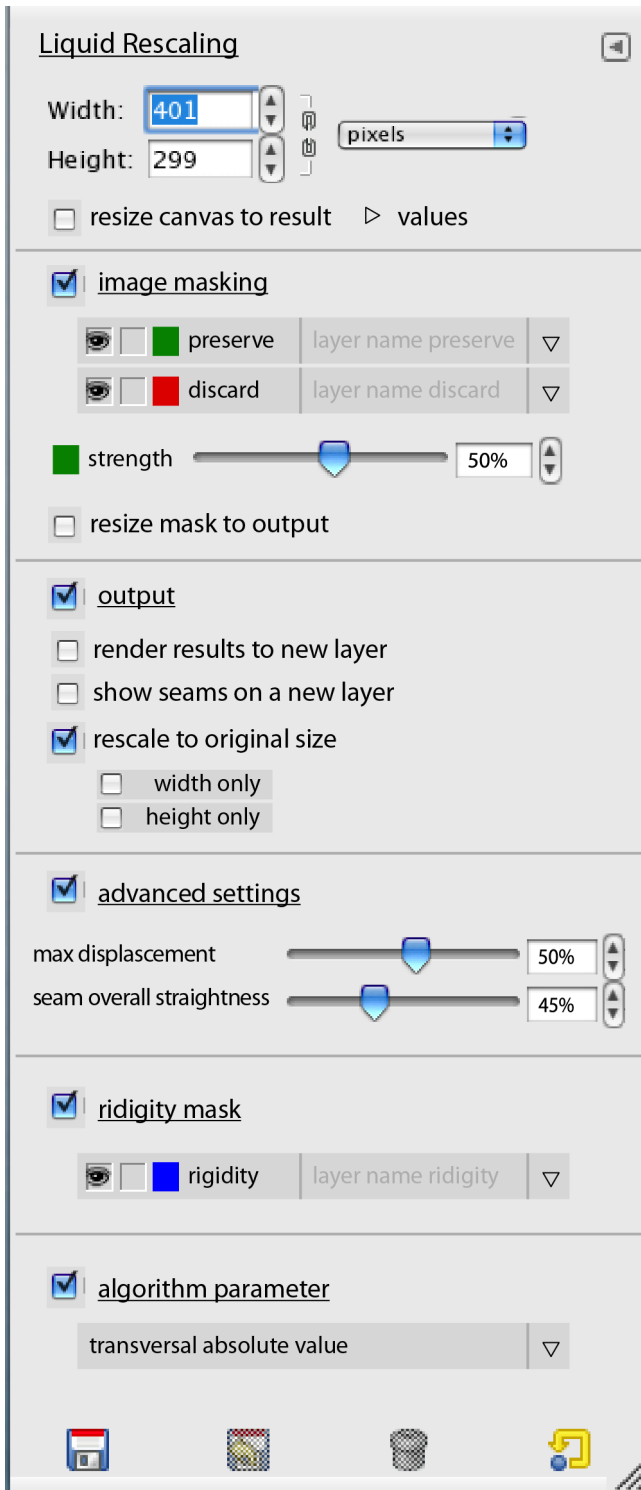 Liquid Rescaling
Width: 401
pixels
Height: 299
resize canvas to result values
image masking
preserve layer name preserve
discard layer name discard
strength 50%
resize mask to output
output
render results to new layer
show seams on a new layer
rescale to original size
width only
height only
advanced settings
max displascement 50%
seam overall straightness 45%
ridigity mask
rigidity layer name ridigity
algorithm parameter
transversal absolute value